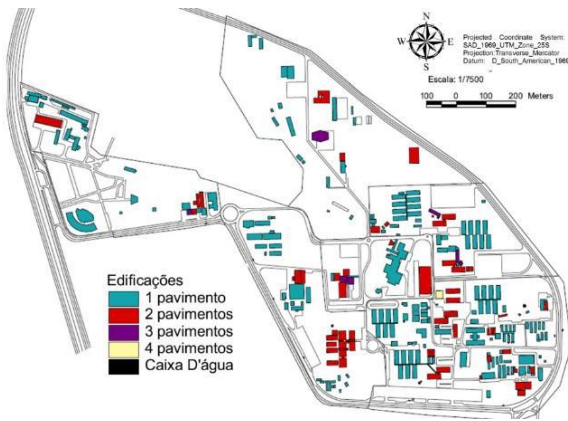 N
W E
S
Projected Coordinate System:
SAD_1969_UTM_Zone_25S
Projection:Transverse_Mercator
Datum: D_South_American_1969
Escala: 1/7500
100 0 100 200 Meters
Edificações
1 pavimento
2 pavimentos
3 pavimentos
4 pavimentos
Caixa D'água